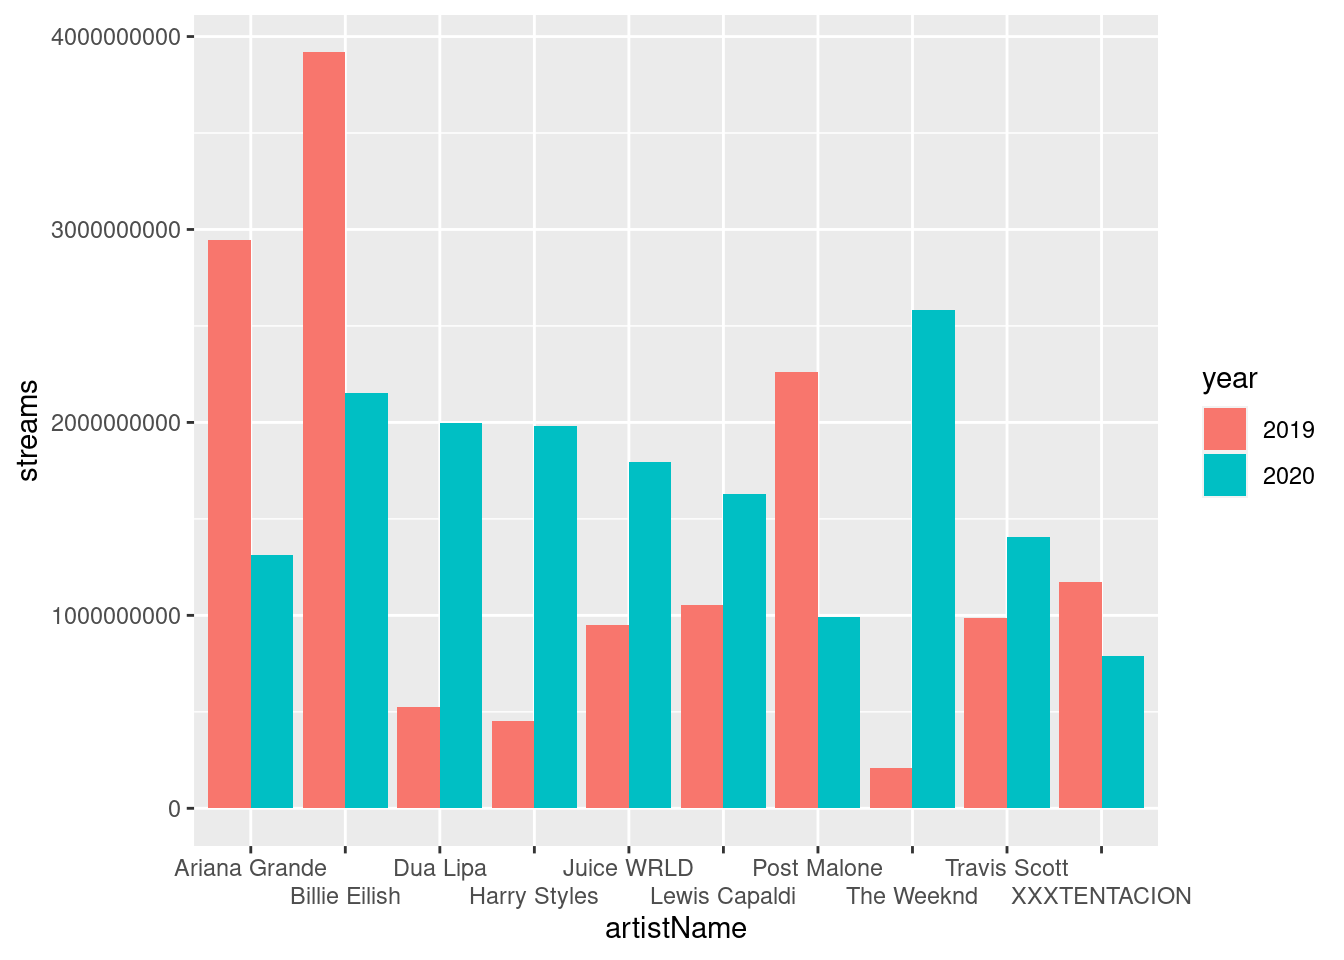 4000000000
3000000000
2000000000
1000000000
0
streams
Ariana Grande
Billie Eilish
Dua Lipa
Harry Styles
Juice WRLD
Lewis Capaldi
Post Malone
The Weeknd
Travis Scott
XXXTENTACION
artistName
year
2019
2020